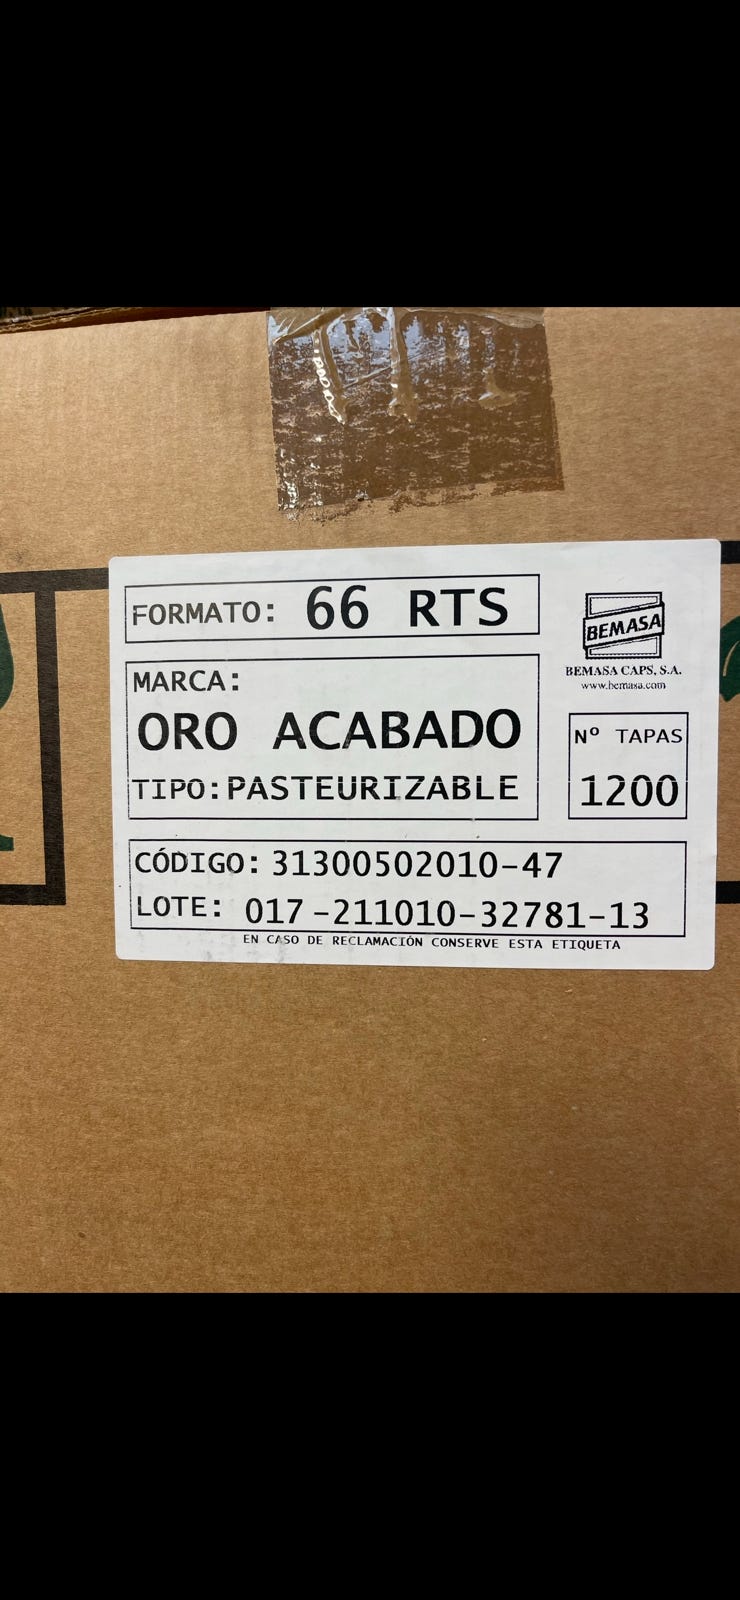 FORMATO: 66 RTS
BEMASA
BEMASA CAPS, S.A.
www.bemasa.com
MARCA:
ORO ACABADO
TIPO: PASTEURIZABLE
Nº TAPAS
1200
CÓDIGO: 31300502010-47
LOTE: 017-211010-32781-13
EN CASO DE RECLAMACIÓN CONSERVE ESTA ETIQUETA